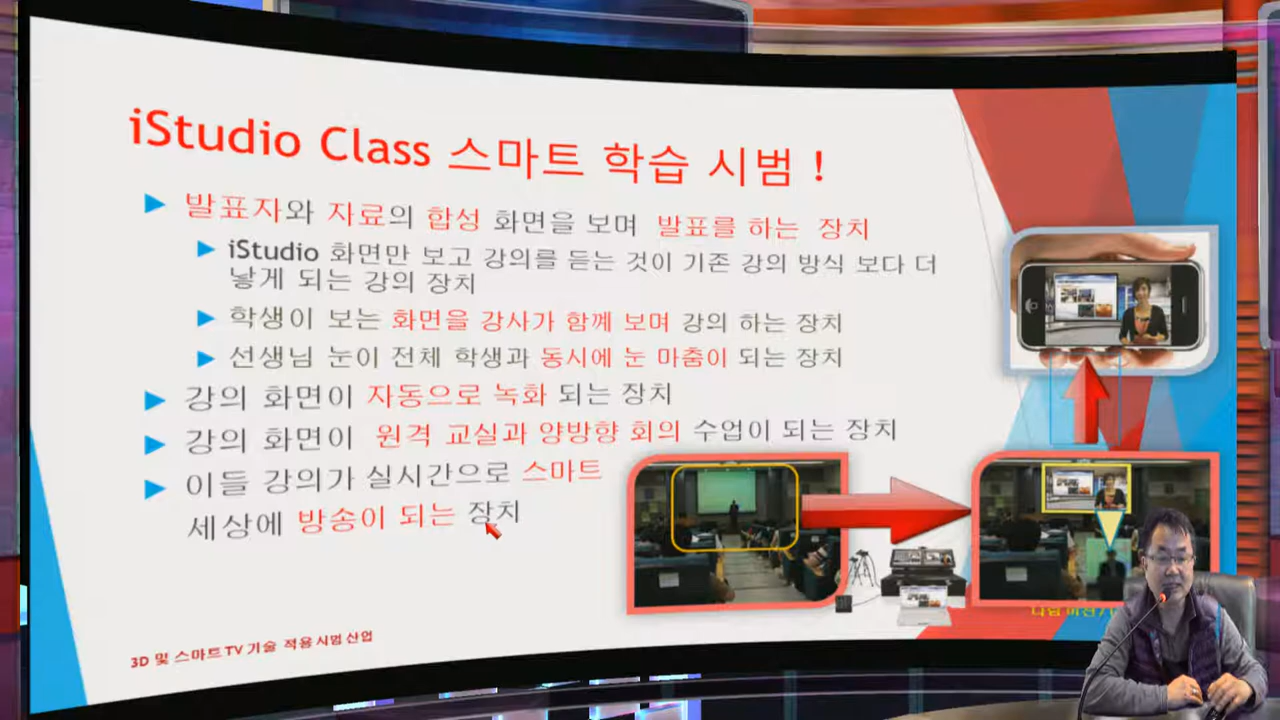 iStudio Class 스마트 학습 시범 !
발표자와 자료의 합성 화면을 보며 발표를 하는 장치
iStudio 화면만 보고 강의를 듣는 것이 기존 강의 방식 보다 더
낳게 되는 강의 장치
학생이 보는 화면을 강사가 함께 보며 강의 하는 장치
선생님 눈이 전체 학생과 동시에 눈 마춤이 되는 장치
강의 화면이 자동으로 녹화 되는 장치
강의 화면이 원격 교실과 양방향 회의 수업이 되는 장치
이들 강의가 실시간으로 스마트
세상에 방송이 되는 장치
3D 및 스마트TV 기술 적용 시범 산업